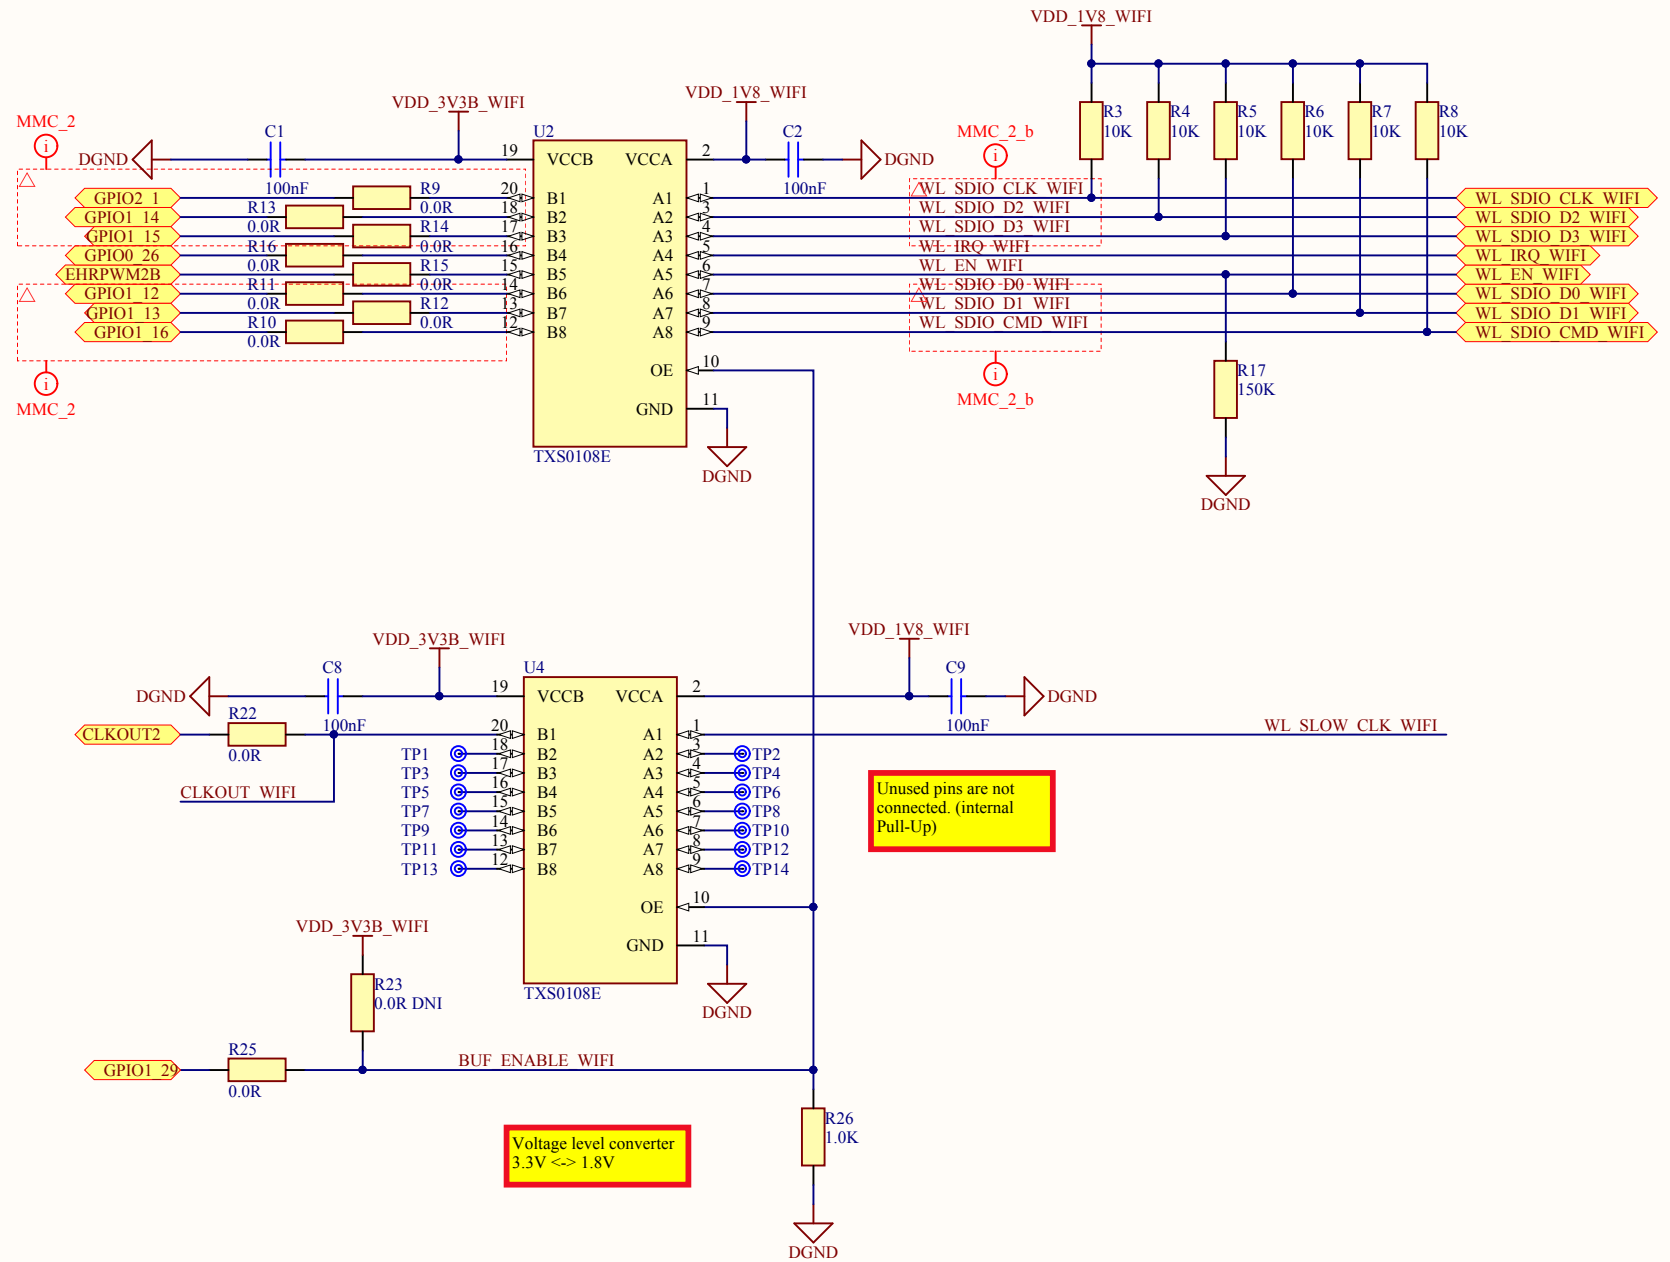 VDD_1V8_WIFI
R3
10K
R4
10K
R5
10K
R6
10K
R7
10K
R8
10K
VDD_3V3B_WIFI
VDD_1V8_WIFI
MMC_2
i
DGND
C1
100nF
U2
C2
100nF
DGND
MMC_2_b
i
19 VCCB VCCA 2
GPIO2_1 R9 0.0R 20 B1 A1 1 WL_SDIO_CLK_WIFI WL_SDIO_CLK_WIFI
GPIO1_14 R13 0.0R 18 B2 A2 3 WL_SDIO_D2_WIFI WL_SDIO_D2_WIFI
GPIO1_15 R14 0.0R 17 B3 A3 4 WL_SDIO_D3_WIFI WL_SDIO_D3_WIFI
GPIO0_26 R16 0.0R 16 B4 A4 5 WL_IRQ_WIFI WL_IRQ_WIFI
EHRPWM2B R15 0.0R 15 B5 A5 6 WL_EN_WIFI WL_EN_WIFI
GPIO1_12 R11 0.0R 14 B6 A6 7 WL_SDIO_D0_WIFI WL_SDIO_D0_WIFI
GPIO1_13 R12 0.0R 13 B7 A7 8 WL_SDIO_D1_WIFI WL_SDIO_D1_WIFI
GPIO1_16 R10 0.0R 12 B8 A8 9 WL_SDIO_CMD_WIFI WL_SDIO_CMD_WIFI
OE 10
GND 11
i
MMC_2
i
MMC_2_b
R17
150K
DGND
TXS0108E
DGND
VDD_3V3B_WIFI
VDD_1V8_WIFI
DGND
C8
100nF
U4
C9
100nF
DGND
19 VCCB VCCA 2
CLKOUT2 R22 0.0R 20 B1 A1 1 WL_SLOW_CLK_WIFI
TP1 18 B2 A2 3 TP2
TP3 17 B3 A3 4 TP4
TP5 16 B4 A4 5 TP6
TP7 15 B5 A5 6 TP8
TP9 14 B6 A6 7 TP10
TP11 13 B7 A7 8 TP12
TP13 12 B8 A8 9 TP14
OE 10
GND 11
CLKOUT_WIFI
Unused pins are not
connected. (internal
Pull-Up)
TXS0108E
DGND
VDD_3V3B_WIFI
R23
0.0R DNI
GPIO1_29
R25
0.0R
BUF_ENABLE_WIFI
R26
1.0K
DGND
Voltage level converter
3.3V <-> 1.8V